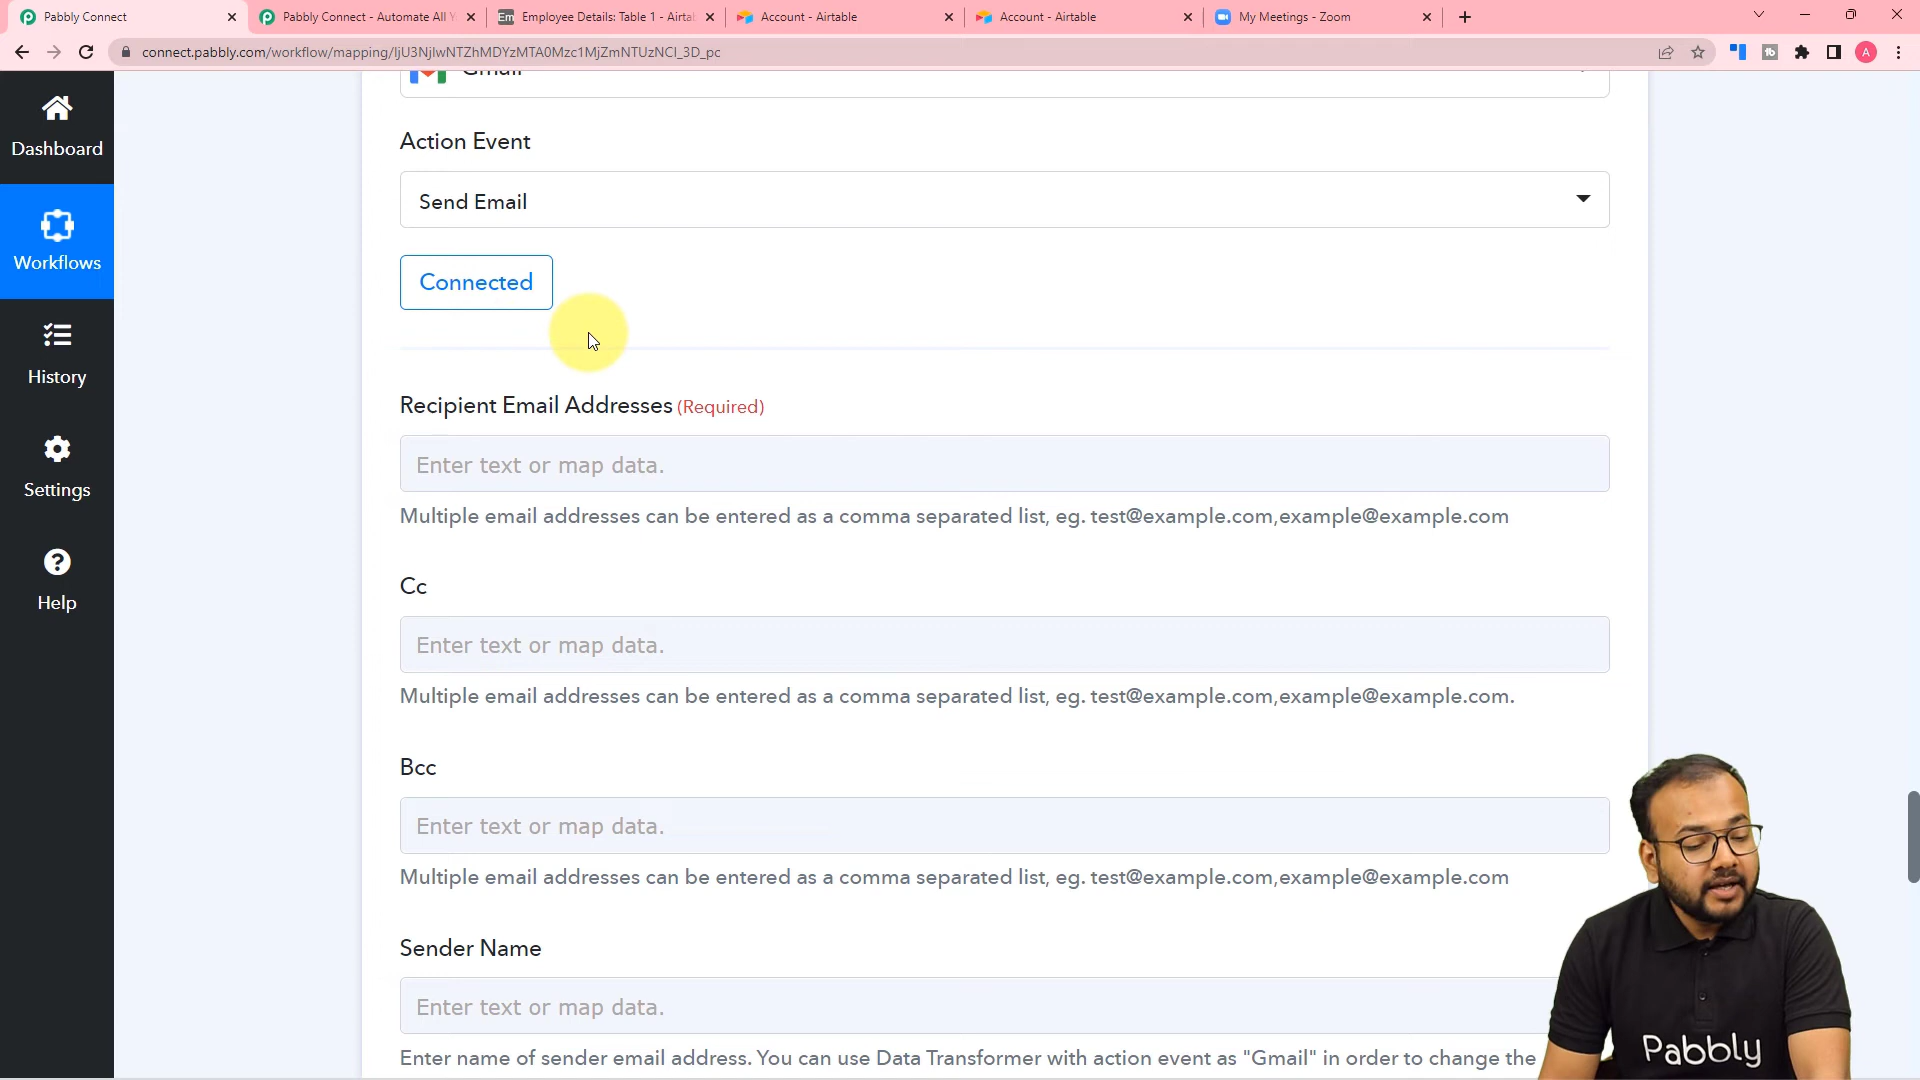 Pabbly Connect
Pabbly Connect - Automate All Y
Employee Details: Table 1 - Airta
Account - Airtable
Account - Airtable
My Meetings - Zoom
connect.pabbly.com/workflow/mapping/IjU3NjIwNTZhMDYzMTA0Mzc1MjZmNTUzNCI_3D_pc
A
Gmail
Dashboard
Workflows
History
Settings
Help
Action Event
Send Email
Connected
Recipient Email Addresses (Required)
Enter text or map data.
Multiple email addresses can be entered as a comma separated list, eg. test@example.com,example@example.com
Cc
Enter text or map data.
Multiple email addresses can be entered as a comma separated list, eg. test@example.com,example@example.com.
Bcc
Enter text or map data.
Multiple email addresses can be entered as a comma separated list, eg. test@example.com,example@example.com
Sender Name
Enter text or map data.
Enter name of sender email address. You can use Data Transformer with action event as "Gmail" in order to change the
Pabbly